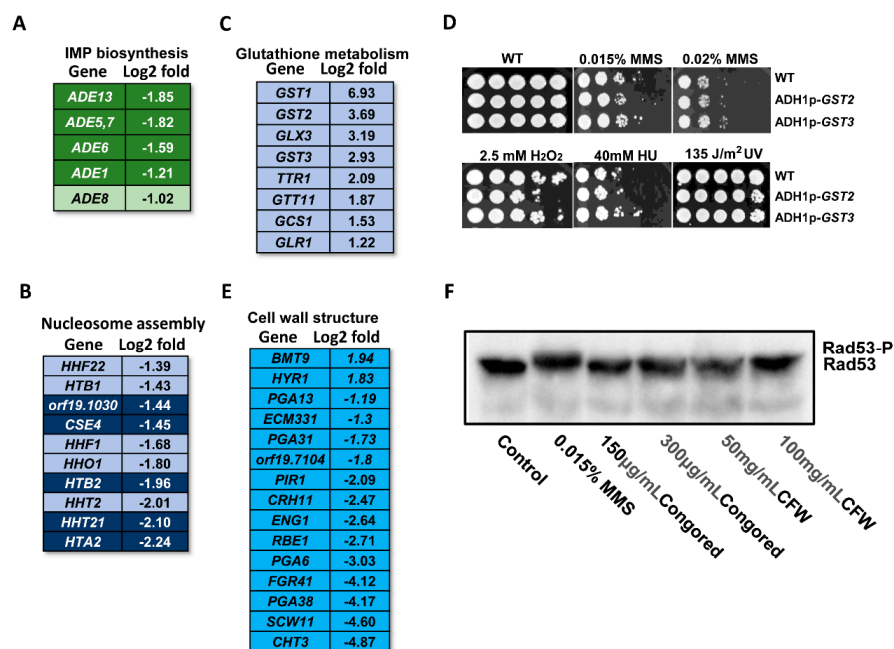 A
IMP biosynthesis
Gene Log2 fold
ADE13 -1.85
ADE5,7 -1.82
ADE6 -1.59
ADE1 -1.21
ADE8 -1.02
B
Nucleosome assembly
Gene Log2 fold
HHF22 -1.39
HTB1 -1.43
orf19.1030 -1.44
CSE4 -1.45
HHF1 -1.68
HHO1 -1.80
HTB2 -1.96
HHT2 -2.01
HHT21 -2.10
HTA2 -2.24
C
Glutathione metabolism
Gene Log2 fold
GST1 6.93
GST2 3.69
GLX3 3.19
GST3 2.93
TTR1 2.09
GTT11 1.87
GCS1 1.53
GLR1 1.22
E
Cell wall structure
Gene Log2 fold
BMT9 1.94
HYR1 1.83
PGA13 -1.19
ECM331 -1.3
PGA31 -1.73
orf19.7104 -1.8
PIR1 -2.09
CRH11 -2.47
ENG1 -2.64
RBE1 -2.71
PGA6 -3.03
FGR41 -4.12
PGA38 -4.17
SCW11 -4.60
CHT3 -4.87
D
WT 0.015% MMS 0.02% MMS
WT
ADH1p-GST2
ADH1p-GST3
2.5 mM H₂O₂ 40mM HU 135 J/m² UV
WT
ADH1p-GST2
ADH1p-GST3
F
Rad53-P
Rad53
Control
0.015% MMS
150µg/mLCongored
300µg/mLCongored
50mg/mLCFW
100mg/mLCFW